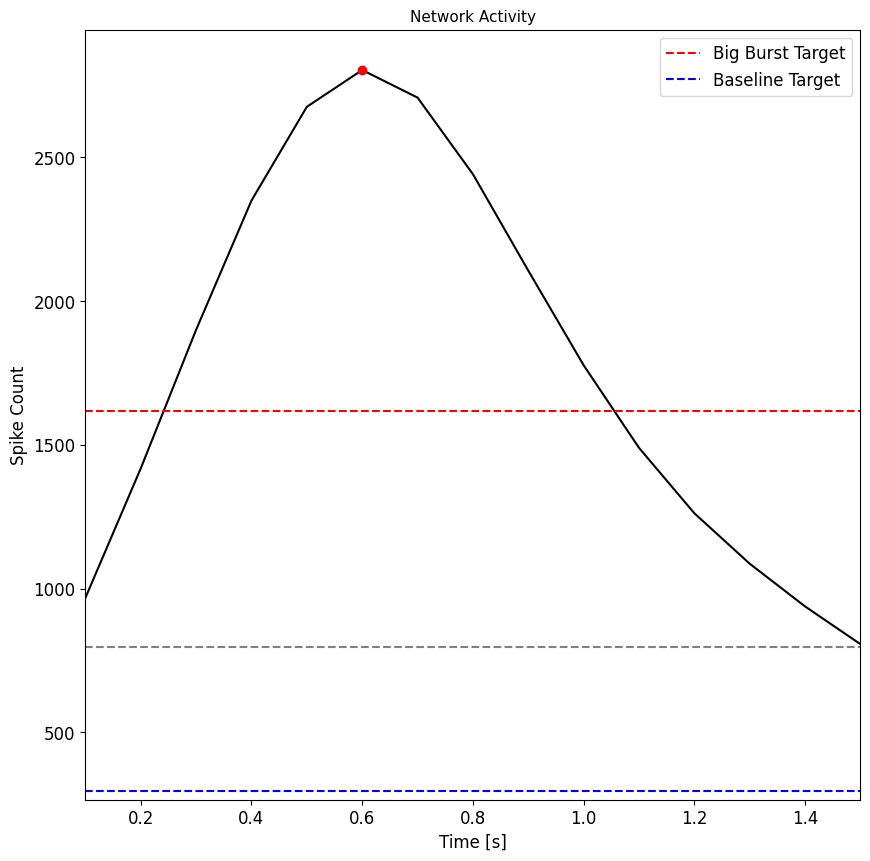 Network Activity
Big Burst Target
Baseline Target
Spike Count
2500
2000
1500
1000
500
0.2 0.4 0.6 0.8 1.0 1.2 1.4
Time [s]